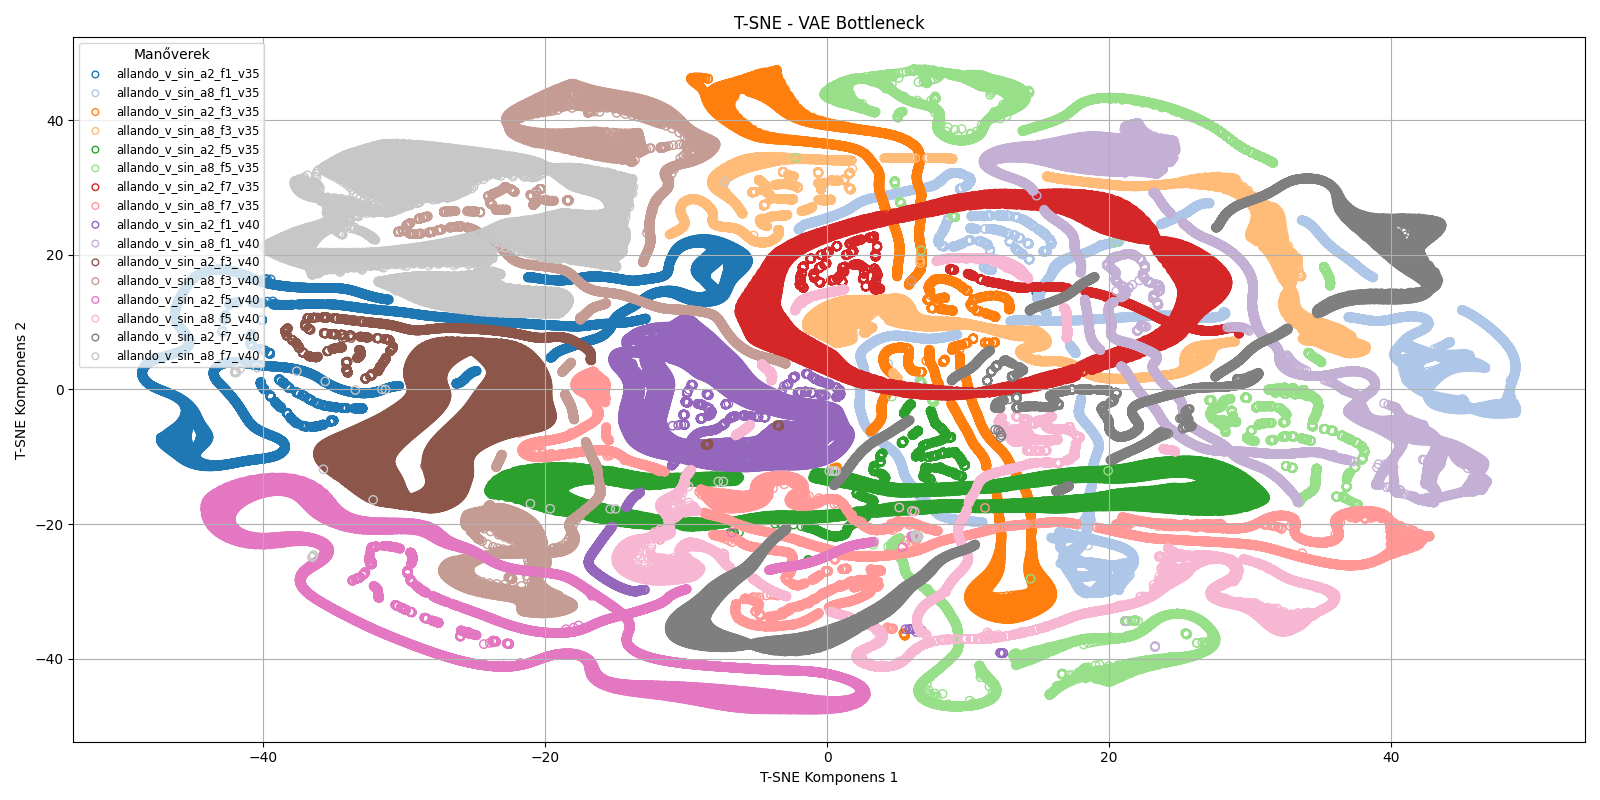 T-SNE - VAE Bottleneck
Manőverek
allando_v_sin_a2_f1_v35
allando_v_sin_a8_f1_v35
allando_v_sin_a2_f3_v35
allando_v_sin_a8_f3_v35
allando_v_sin_a2_f5_v35
allando_v_sin_a8_f5_v35
allando_v_sin_a2_f7_v35
allando_v_sin_a8_f7_v35
allando_v_sin_a2_f1_v40
allando_v_sin_a8_f1_v40
allando_v_sin_a2_f3_v40
allando_v_sin_a8_f3_v40
allando_v_sin_a2_f5_v40
allando_v_sin_a8_f5_v40
allando_v_sin_a2_f7_v40
allando_v_sin_a8_f7_v40
T-SNE Komponens 2
40
20
0
−20
−40
−40 −20 0 20 40
T-SNE Komponens 1